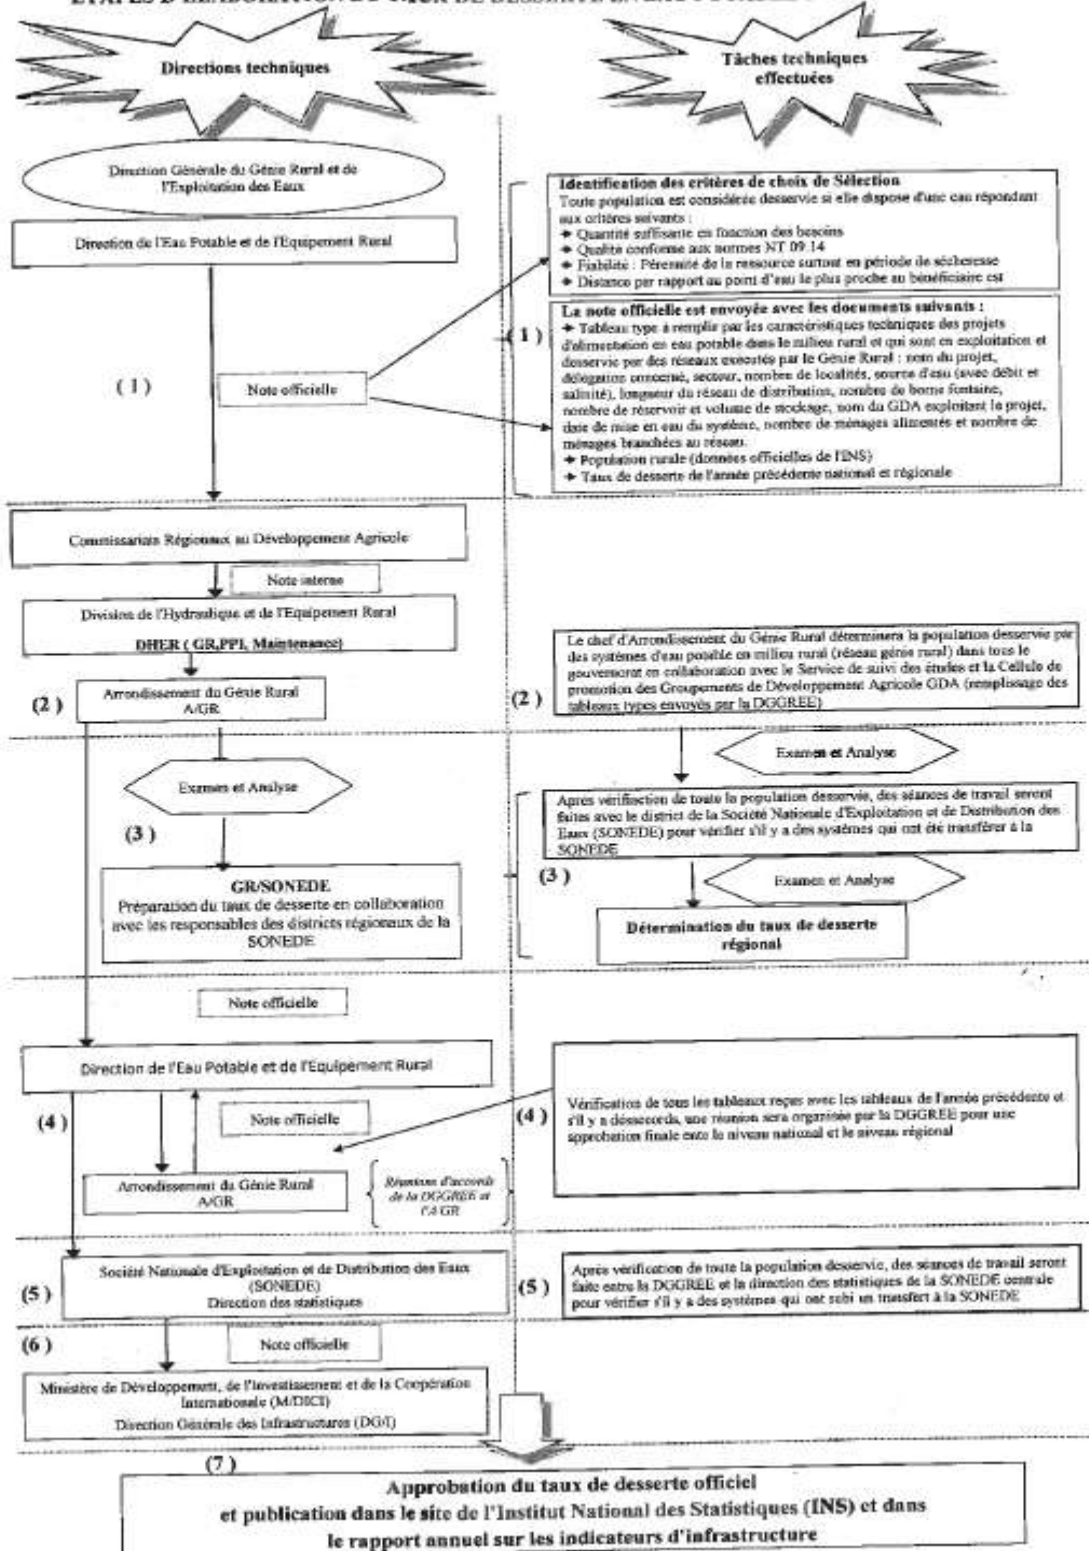 Directions techniques
Tâches techniques
effectuées
Direction Générale du Génie Rural et de
l'Exploitation des Eaux
Direction de l'Eau Potable et de l'Equipement Rural
( 1 )
Note officielle
Identification des critères de choix de Sélection
Toute population est considérée desservie si elle dispose d'une eau répondant
aux critères suivants :
Quantité suffisante en fonction des besoins
Qualité conforme aux normes NT 09.14
Fiabilité : Pérennité de la ressource surtout en période de sécheresse
Distance par rapport au point d'eau le plus proche au bénéficiaire est
( 1 )
La note officielle est envoyée avec les documents suivants :
Tableau type à remplir par les caractéristiques techniques des projets
d'alimentation en eau potable dans le milieu rural et qui sont en exploitation et
desservie par des réseaux exécutés par le Génie Rural : nom du projet,
délégation concerné, secteur, nombre de localités, source d'eau (avec débit et
salinité), longueur du réseau de distribution, nombre de borne fontaine,
nombre de réservoir et volume de stockage, nom du GDA exploitant le projet,
date de mise en eau du système, nombre de ménages alimentés et nombre de
ménages branchées au réseau.
Population rurale (données officielles de l'INS)
Taux de desserte de l'année précédente national et régionale
Commissariats Régionaux au Développement Agricole
Note interne
Division de l'Hydraulique et de l'Equipement Rural
DHER ( GR,PPI, Maintenance)
(2 )
Arrondissement du Génie Rural
A/GR
(2 )
Le chef d'Arrondissement du Génie Rural déterminera la population desservie par
des systèmes d'eau potable en milieu rural (réseau génie rural) dans tous le
gouvernorat en collaboration avec le Service de suivi des études et la Cellule de
promotion des Groupements de Développement Agricole GDA (remplissage des
tableaux types envoyés par la DGGREE)
Examen et Analyse
Examen et Analyse
(3 )
Après vérification de toute la population desservie, des séances de travail seront
faites avec le district de la Société Nationale d'Exploitation et de Distribution des
Eaux (SONEDE) pour vérifier s'il y a des systèmes qui ont été transférer à la
SONEDE
(3 )
Examen et Analyse
GR/SONEDE
Préparation du taux de desserte en collaboration
avec les responsables des districts régionaux de la
SONEDE
Détermination du taux de desserte
régional
Note officielle
Direction de l'Eau Potable et de l'Equipement Rural
(4 )
Note officielle
Arrondissement du Génie Rural
A/GR
Réunions d'accords
de la DGGREE et
l'A/GR
(4 )
Vérification de tous les tableaux reçus avec les tableaux de l'année précédente et
s'il y a désaccords, une réunion sera organisée par la DGGREE pour une
approbation finale ente le niveau national et le niveau régional
(5 )
Société Nationale d'Exploitation et de Distribution des Eaux
(SONEDE)
Direction des statistiques
(5 )
Après vérification de toute la population desservie, des séances de travail seront
faite entre la DGGREE et la direction des statistiques de la SONEDE centrale
pour vérifier s'il y a des systèmes qui ont subi un transfert à la SONEDE
(6 )
Note officielle
Ministère de Développement, de l'Investissement et de la Coopération
Internationale (M/DICI)
Direction Générale des Infrastructures (DG/I)
(7 )
Approbation du taux de desserte officiel
et publication dans le site de l'Institut National des Statistiques (INS) et dans
le rapport annuel sur les indicateurs d'infrastructure